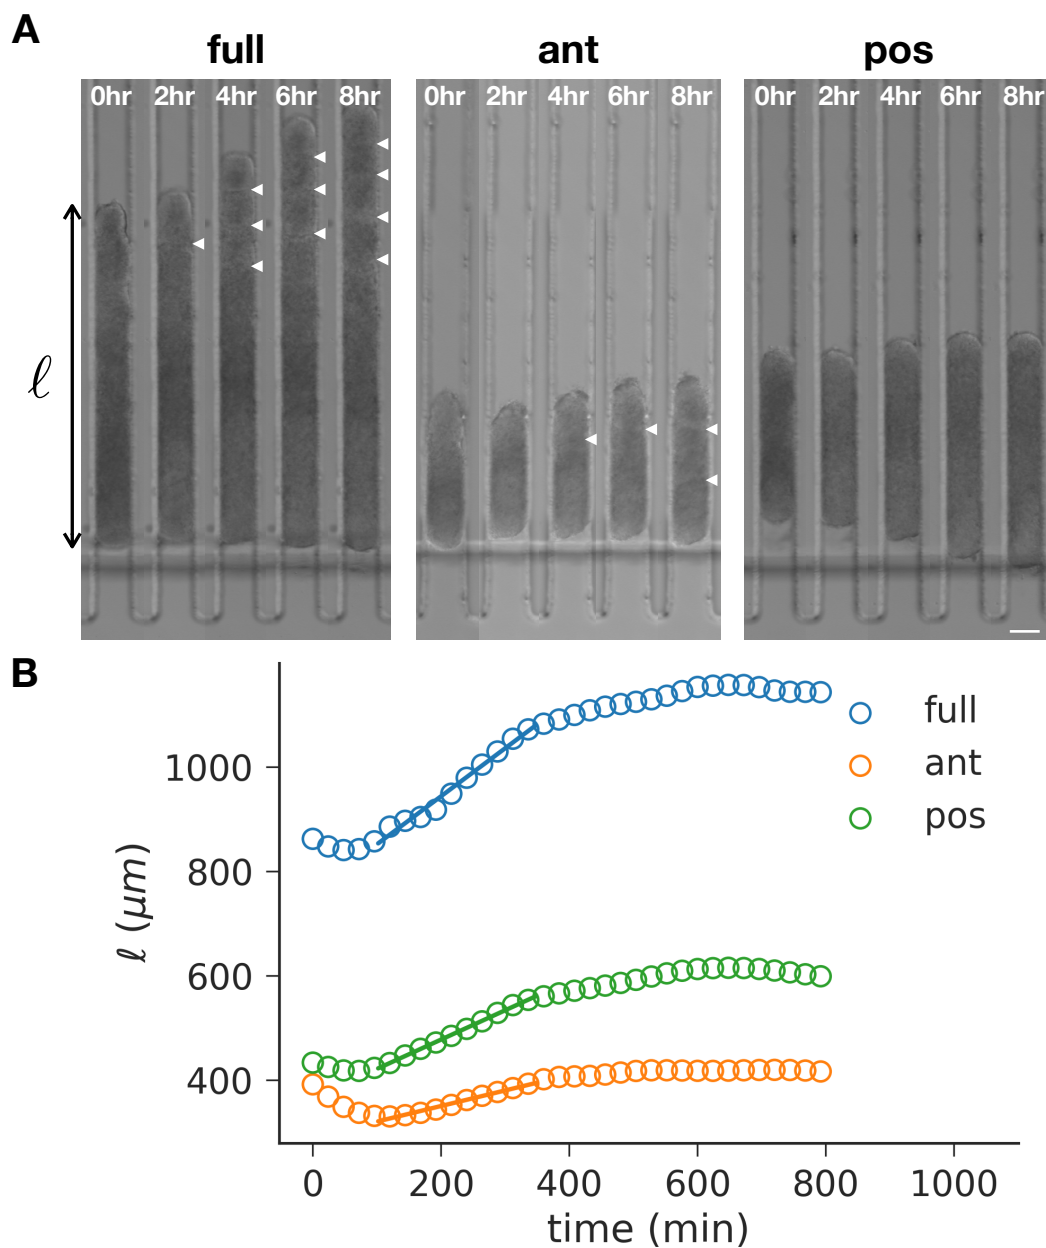 A
full ant pos
0hr 2hr 4hr 6hr 8hr 0hr 2hr 4hr 6hr 8hr 0hr 2hr 4hr 6hr 8hr
ℓ
B
full
ant
pos
1000
800
600
400
ℓ (μm)
0 200 400 600 800 1000
time (min)